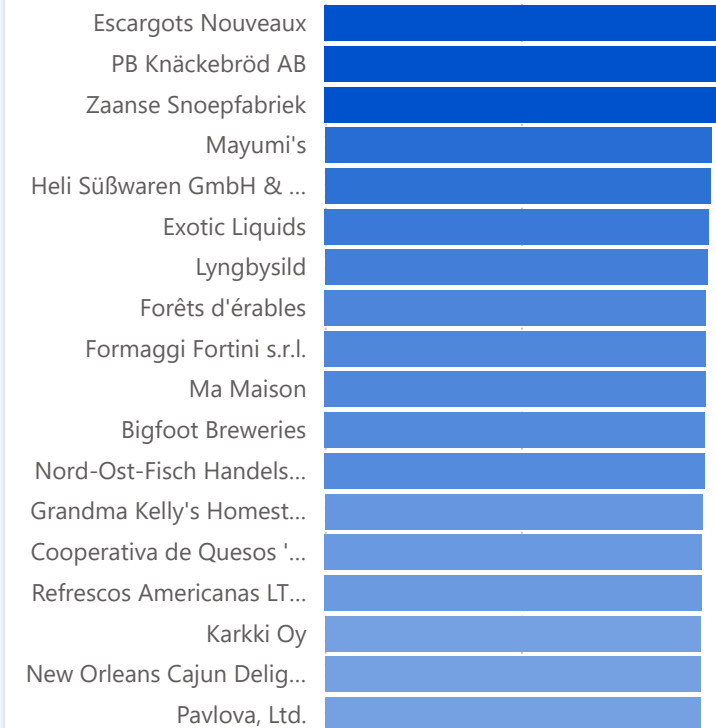 Escargots Nouveaux
PB Knäckebröd AB
Zaanse Snoepfabriek
Mayumi's
Heli Süßwaren GmbH & ...
Exotic Liquids
Lyngbysild
Forêts d'érables
Formaggi Fortini s.r.l.
Ma Maison
Bigfoot Breweries
Nord-Ost-Fisch Handels...
Grandma Kelly's Homest...
Cooperativa de Quesos '...
Refrescos Americanas LT...
Karkki Oy
New Orleans Cajun Delig...
Pavlova, Ltd.